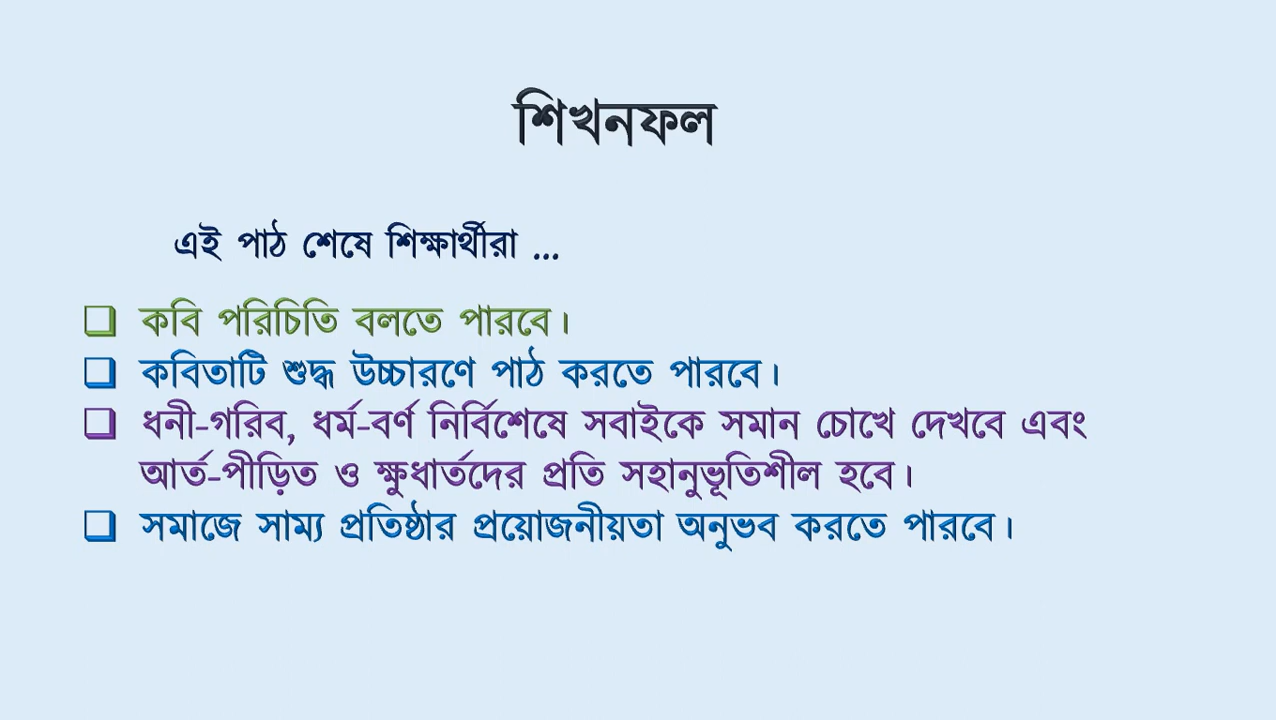 শিখনফল
এই পাঠ শেষে শিক্ষার্থীরা ...
কবি পরিচিতি বলতে পারবে।
কবিতাটি শুদ্ধ উচ্চারণে পাঠ করতে পারবে।
ধনী-গরিব, ধর্ম-বর্ণ নির্বিশেষে সবাইকে সমান চোখে দেখবে এবং
আর্ত-পীড়িত ও ক্ষুধার্তদের প্রতি সহানুভূতিশীল হবে।
সমাজে সাম্য প্রতিষ্ঠার প্রয়োজনীয়তা অনুভব করতে পারবে।